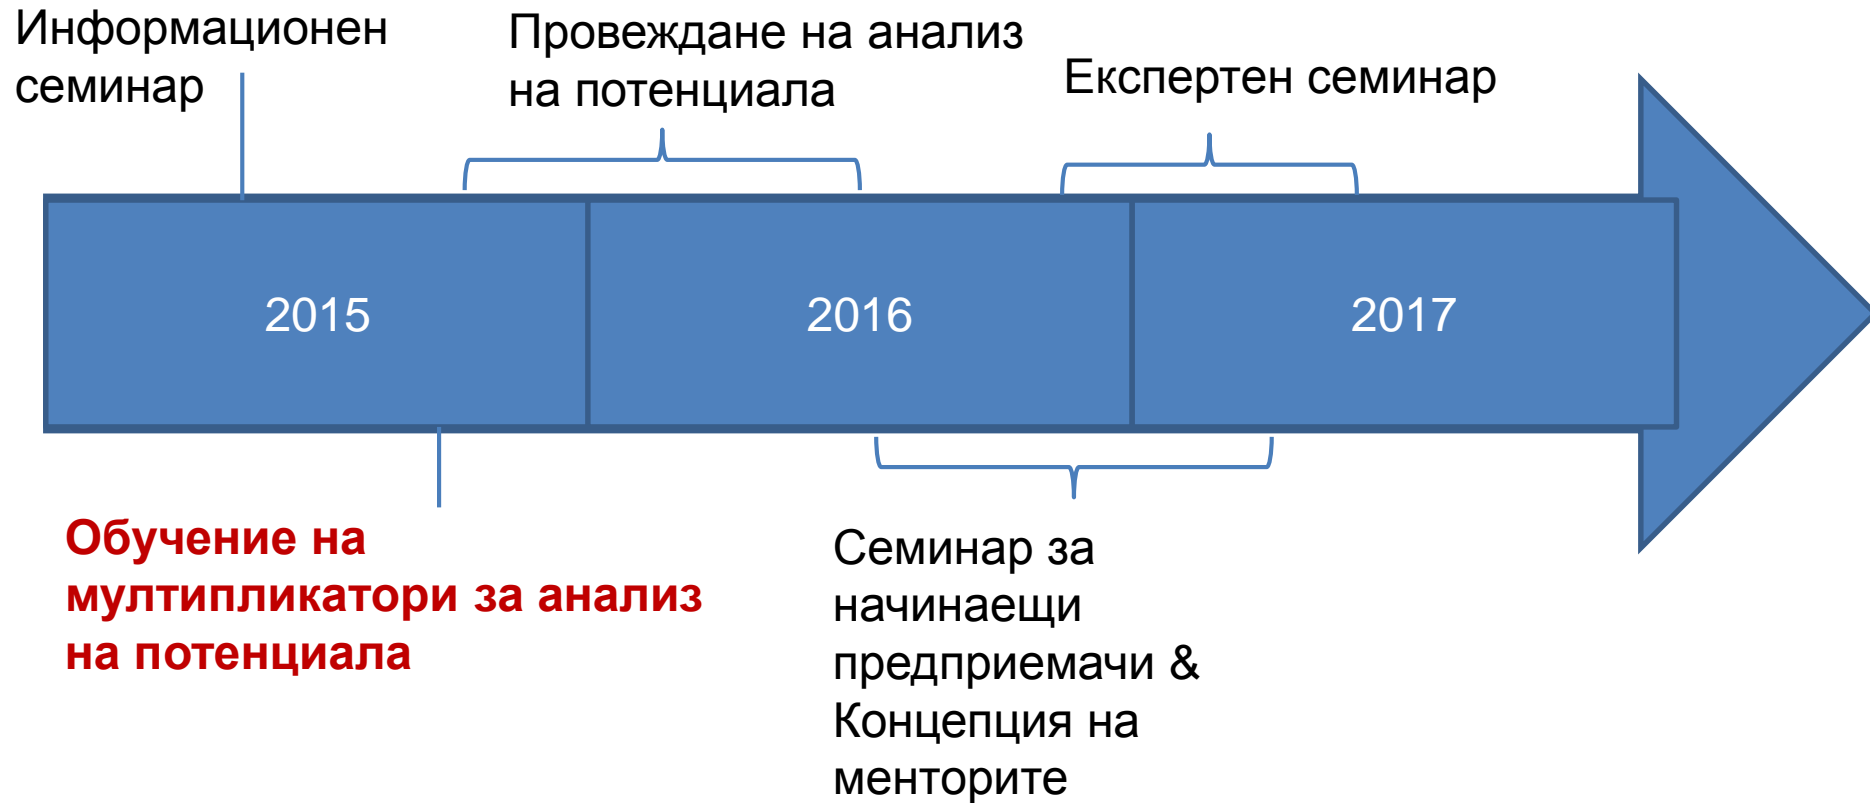 Информационен
семинар
Провеждане на анализ
на потенциала
Експертен семинар
2015
2016
2017
Обучение на
мултипликатори за анализ
на потенциала
Семинар за
начинаещи
предприемачи &
Концепция на
менторите